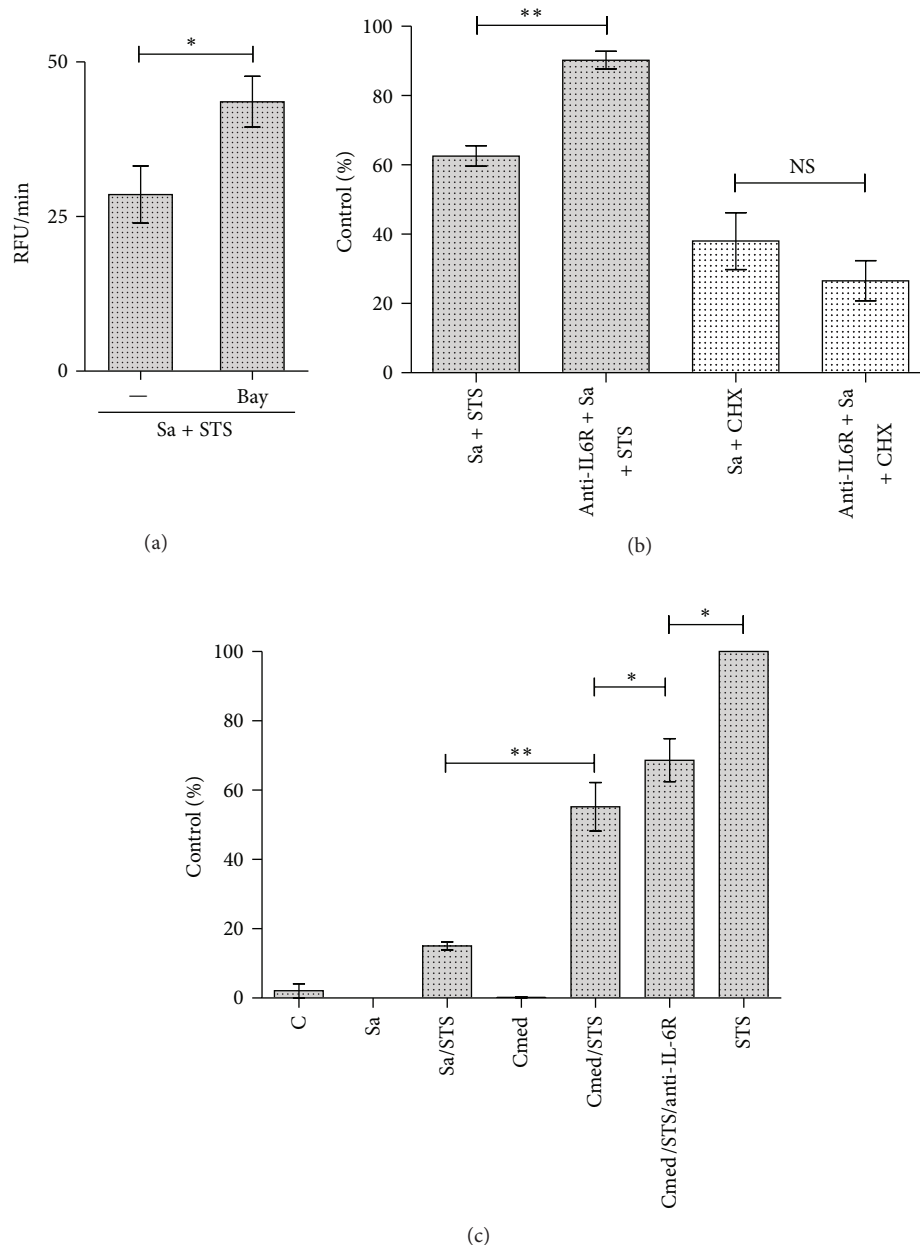 *
50
25
0
RFU/min
—
Bay
Sa + STS
(a)
**
NS
100
80
60
40
20
0
Control (%)
Sa + STS
Anti-IL6R + Sa
+ STS
Sa + CHX
Anti-IL6R + Sa
+ CHX
(b)
*
*
**
100
80
60
40
20
0
Control (%)
C
Sa
Sa/STS
Cmed
Cmed/STS
Cmed/STS/anti-IL-6R
STS
(c)